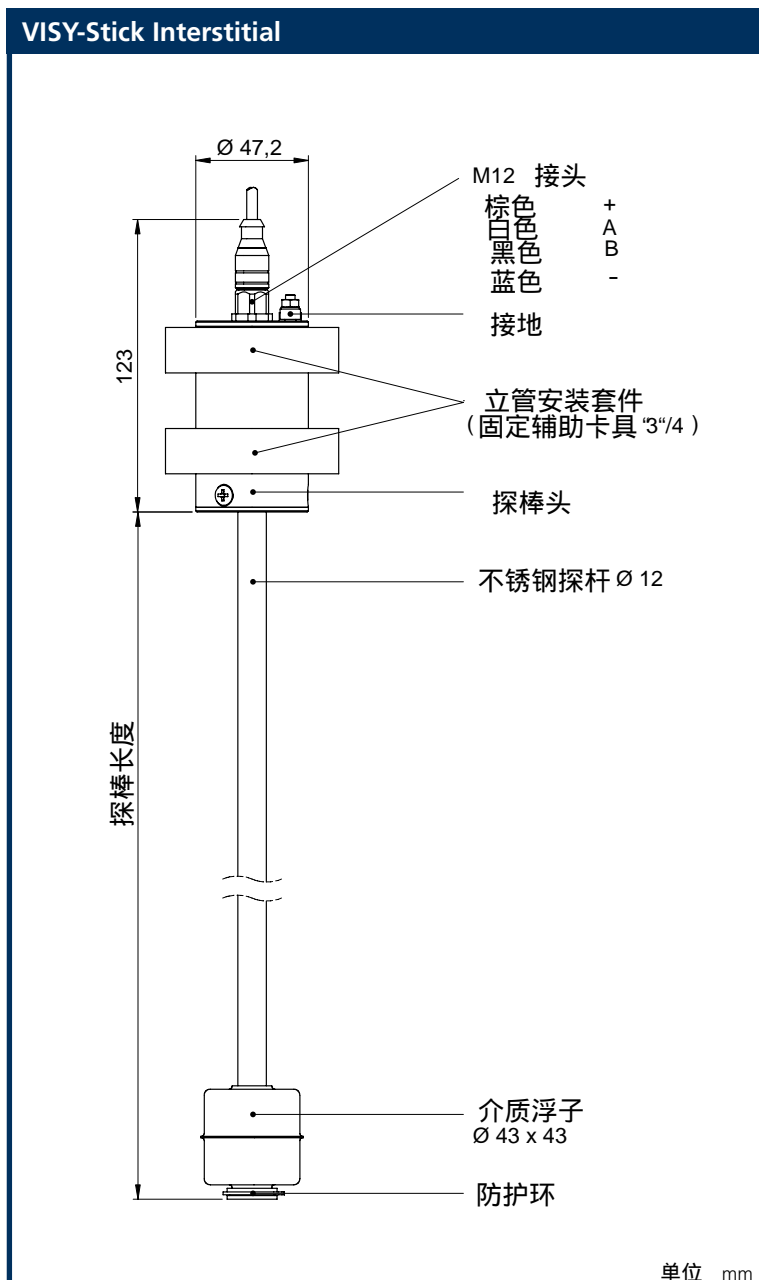 VISY-Stick Interstitial
Ø 47,2
M12 接头
棕色 +
白色 A
黑色 B
蓝色 -
接地
123
立管安装套件
(固定辅助卡具 “3“/4 )
探棒头
不锈钢探杆 Ø 12
探棒长度
介质浮子
Ø 43 x 43
防护环
单位 mm